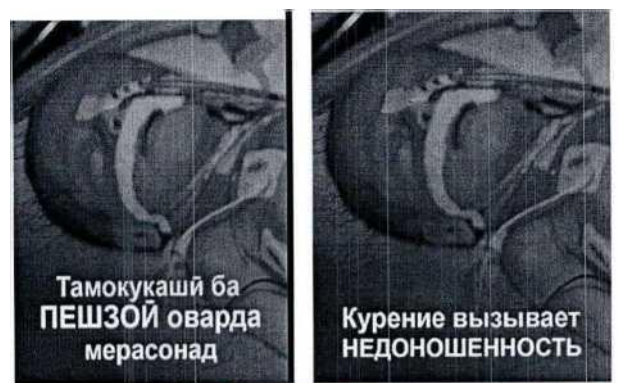 Тамокукашӣ ба
ПЕШЗОЙ оварда
мерасонад
Курение вызывает
НЕДОНОШЕННОСТЬ